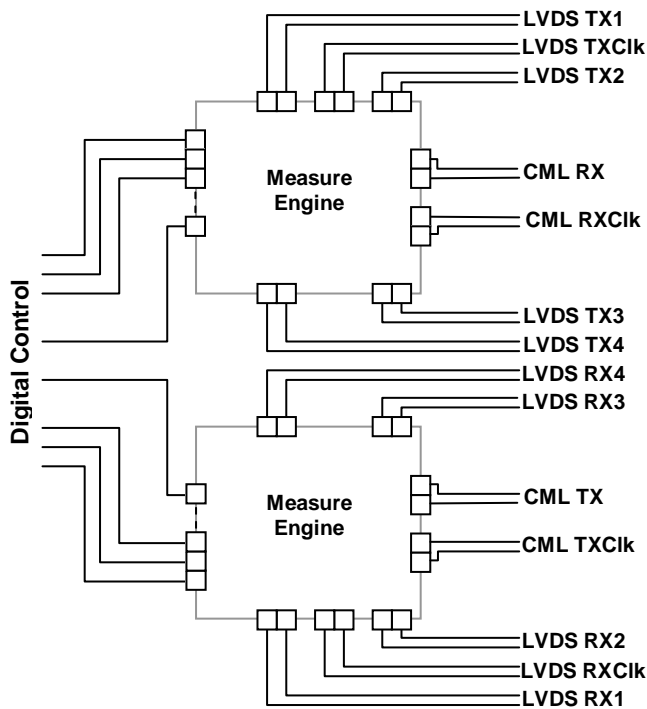 LVDS TX1
LVDS TXClk
LVDS TX2
Measure
Engine
CML RX
CML RXClk
LVDS TX3
LVDS TX4
Digital Control
LVDS RX4
LVDS RX3
Measure
Engine
CML TX
CML TXClk
LVDS RX2
LVDS RXClk
LVDS RX1